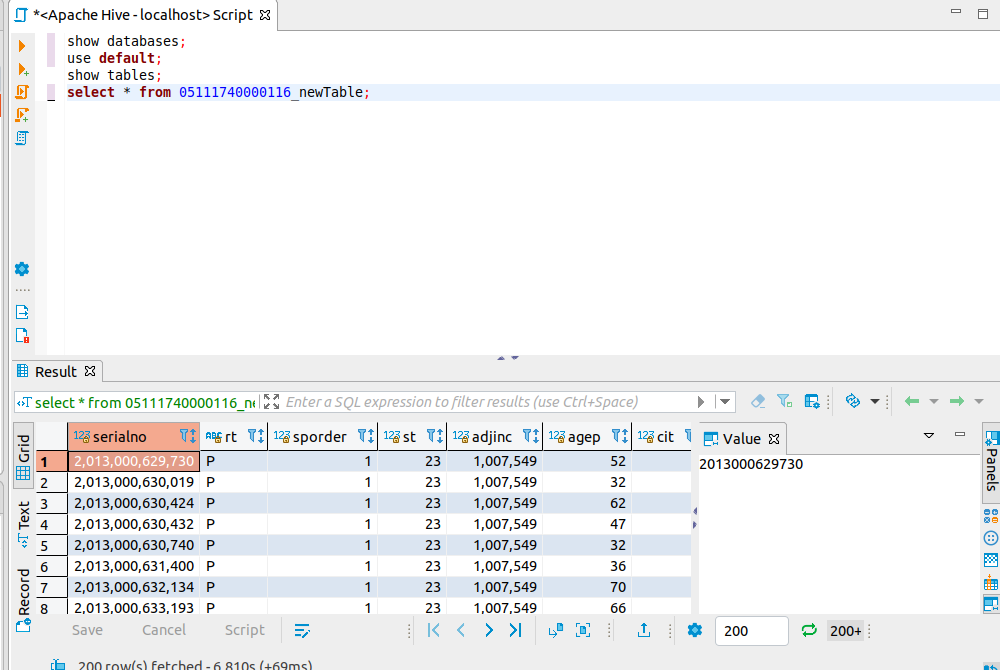 *<Apache Hive - localhost> Script
show databases;
use default;
show tables;
select * from 05111740000116_newTable;
Result
select * from 05111740000116_ne
Enter a SQL expression to filter results (use Ctrl+Space)
Grid
Text
Record
123 serialno ABC rt 123 sporder 123 st 123 adjinc 123 agep 123 cit
1 2,013,000,629,730 P 1 23 1,007,549 52
2 2,013,000,630,019 P 1 23 1,007,549 32
3 2,013,000,630,424 P 1 23 1,007,549 62
4 2,013,000,630,432 P 1 23 1,007,549 47
5 2,013,000,630,740 P 1 23 1,007,549 32
6 2,013,000,631,400 P 1 23 1,007,549 36
7 2,013,000,632,134 P 1 23 1,007,549 70
8 2,013,000,633,193 P 1 23 1,007,549 66
Value
2013000629730
Panels
Save Cancel Script 200 200+
200 row(s) fetched - 6.810s (+69ms)